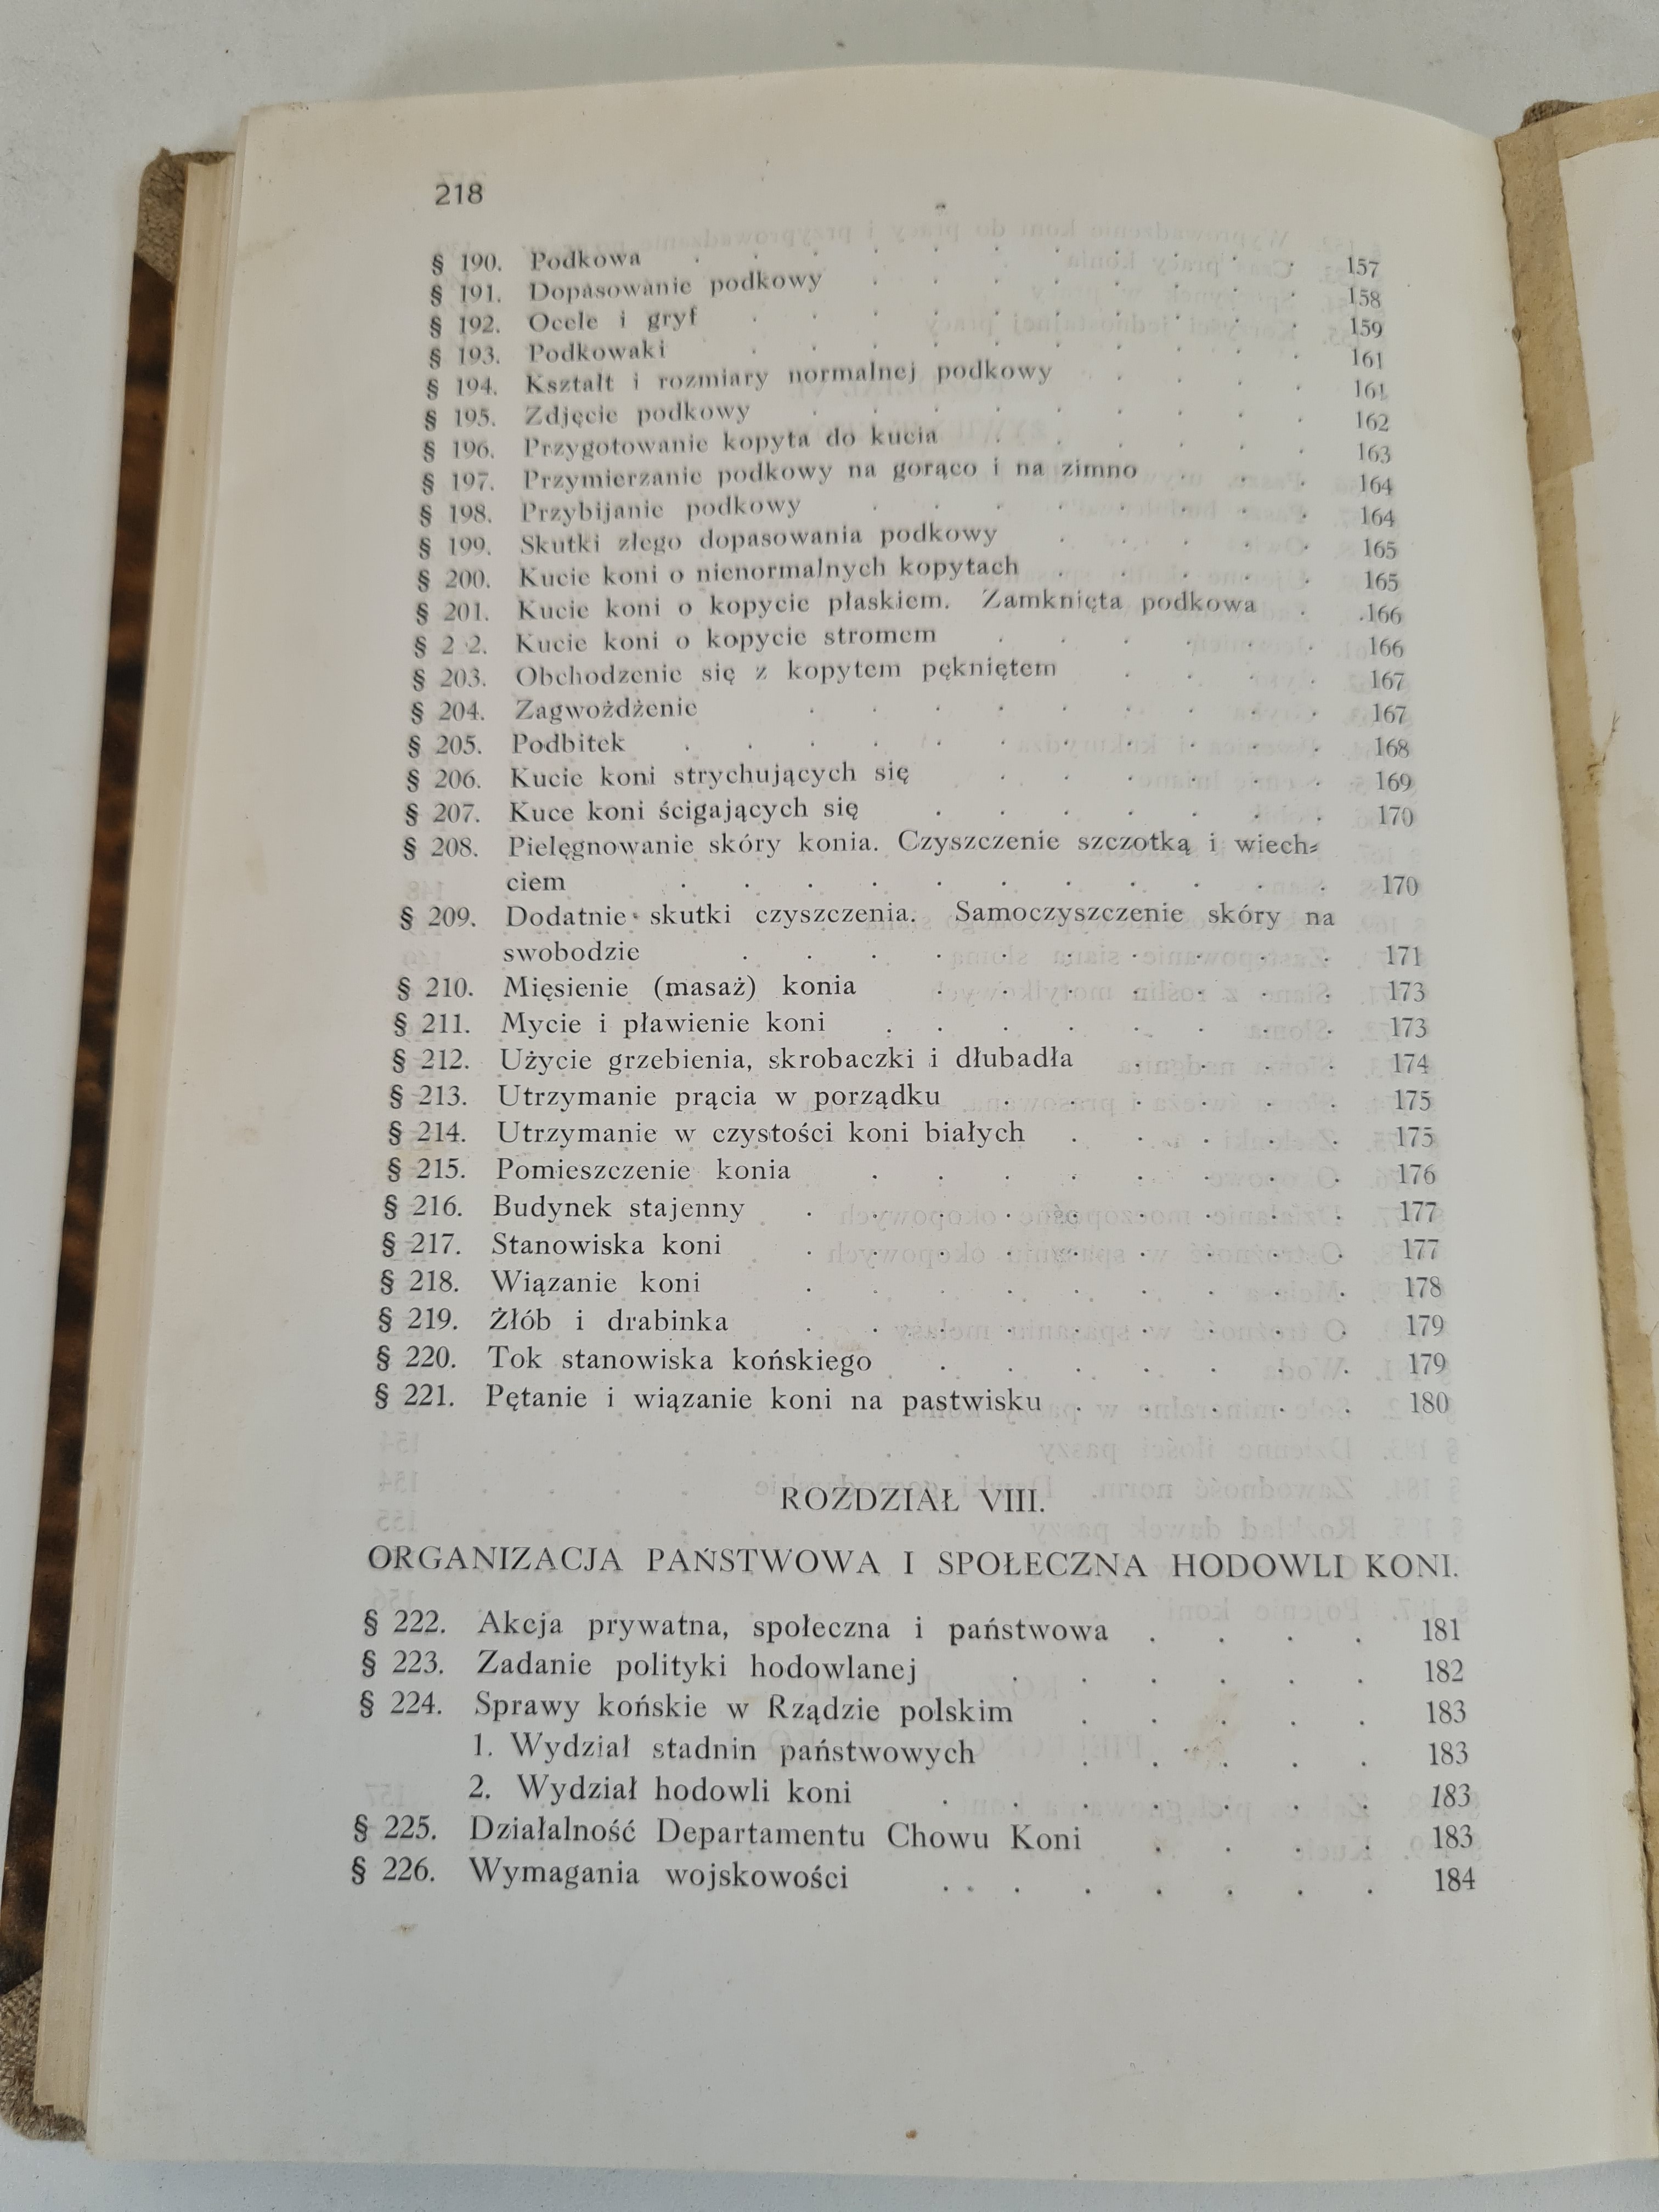 218
§ 190. Podkowa . . . . . . . . . . 157
§ 191. Dopasowanie podkowy . . . . . . . . 158
§ 192. Ocele i gryf . . . . . . . . . . 159
§ 193. Podkowaki . . . . . . . . . . 161
§ 194. Kształt i rozmiary normalnej podkowy . . . . 161
§ 195. Zdjęcie podkowy . . . . . . . . . 162
§ 196. Przygotowanie kopyta do kucia . . . . . . 163
§ 197. Przymierzanie podkowy na gorąco i na zimno . . . 164
§ 198. Przybijanie podkowy . . . . . . . . 164
§ 199. Skutki złego dopasowania podkowy . . . . . 165
§ 200. Kucie koni o nienormalnych kopytach . . . . . 165
§ 201. Kucie koni o kopycie płaskiem. Zamknięta podkowa . .166
§ 2 2. Kucie koni o kopycie stromem . . . . . . 166
§ 203. Obchodzenie się z kopytem pękniętem . . . . 167
§ 204. Zagwożdżenie . . . . . . . . . 167
§ 205. Podbitek . . . . . . . . . . . 168
§ 206. Kucie koni strychujących się . . . . . . 169
§ 207. Kuce koni ścigających się . . . . . . . 170
§ 208. Pielęgnowanie skóry konia. Czyszczenie szczotką i wiech-
ciem . . . . . . . . . . . 170
§ 209. Dodatnie skutki czyszczenia. Samoczyszczenie skóry na
swobodzie . . . . . . . . . . 171
§ 210. Mięsienie (masaż) konia . . . . . . . 173
§ 211. Mycie i pławienie koni . . . . . . . . 173
§ 212. Użycie grzebienia, skrobaczki i dłubadła . . . . 174
§ 213. Utrzymanie prącia w porządku . . . . . . 175
§ 214. Utrzymanie w czystości koni białych . . . . . 175
§ 215. Pomieszczenie konia . . . . . . . . 176
§ 216. Budynek stajenny . . . . . . . . . 177
§ 217. Stanowiska koni . . . . . . . . . 177
§ 218. Wiązanie koni . . . . . . . . . 178
§ 219. Żłób i drabinka . . . . . . . . . 179
§ 220. Tok stanowiska końskiego . . . . . . . 179
§ 221. Pętanie i wiązanie koni na pastwisku . . . . . 180
ROZDZIAŁ VIII.
ORGANIZACJA PAŃSTWOWA I SPOŁECZNA HODOWLI KONI.
§ 222. Akcja prywatna, społeczna i państwowa . . . . 181
§ 223. Zadanie polityki hodowlanej . . . . . . 182
§ 224. Sprawy końskie w Rządzie polskim . . . . . 183
1. Wydział stadnin państwowych . . . . . 183
2. Wydział hodowli koni . . . . . . . 183
§ 225. Działalność Departamentu Chowu Koni . . . . 183
§ 226. Wymagania wojskowości . . . . . . . . 184